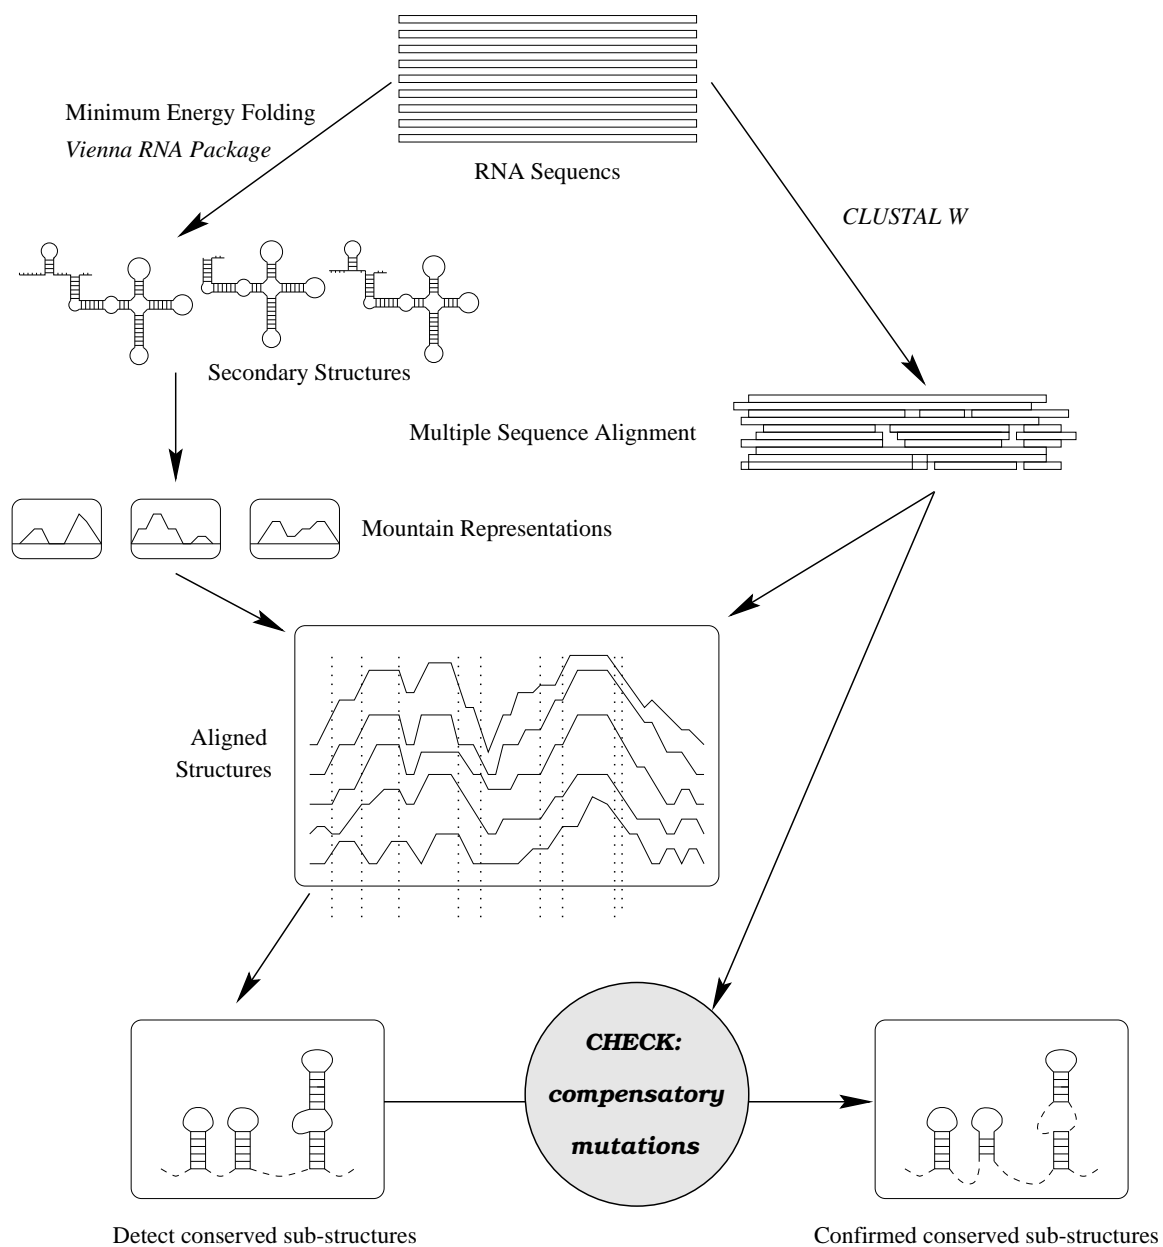 Minimum Energy Folding
Vienna RNA Package
RNA Sequencs
CLUSTAL W
Secondary Structures
Multiple Sequence Alignment
Mountain Representations
Aligned
Structures
CHECK:
compensatory
mutations
Detect conserved sub-structures
Confirmed conserved sub-structures